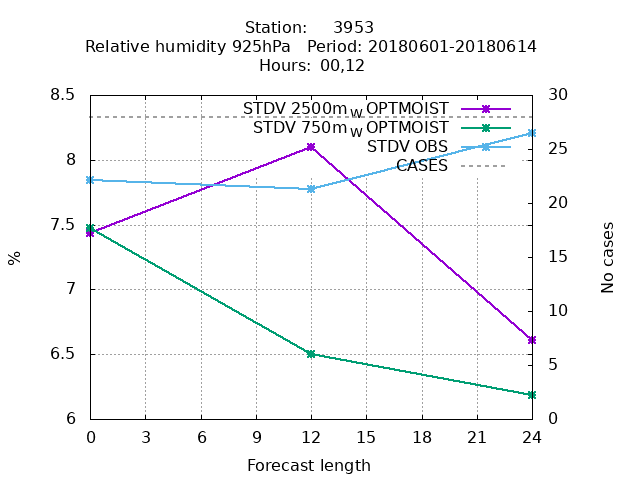 Station: 3953
Relative humidity 925hPa Period: 20180601-20180614
Hours: 00,12
8.5
8
7.5
7
6.5
6
%
30
25
20
15
10
5
0
No cases
STDV 2500m_W OPTMOIST
STDV 750m_W OPTMOIST
STDV OBS
CASES
0 3 6 9 12 15 18 21 24
Forecast length